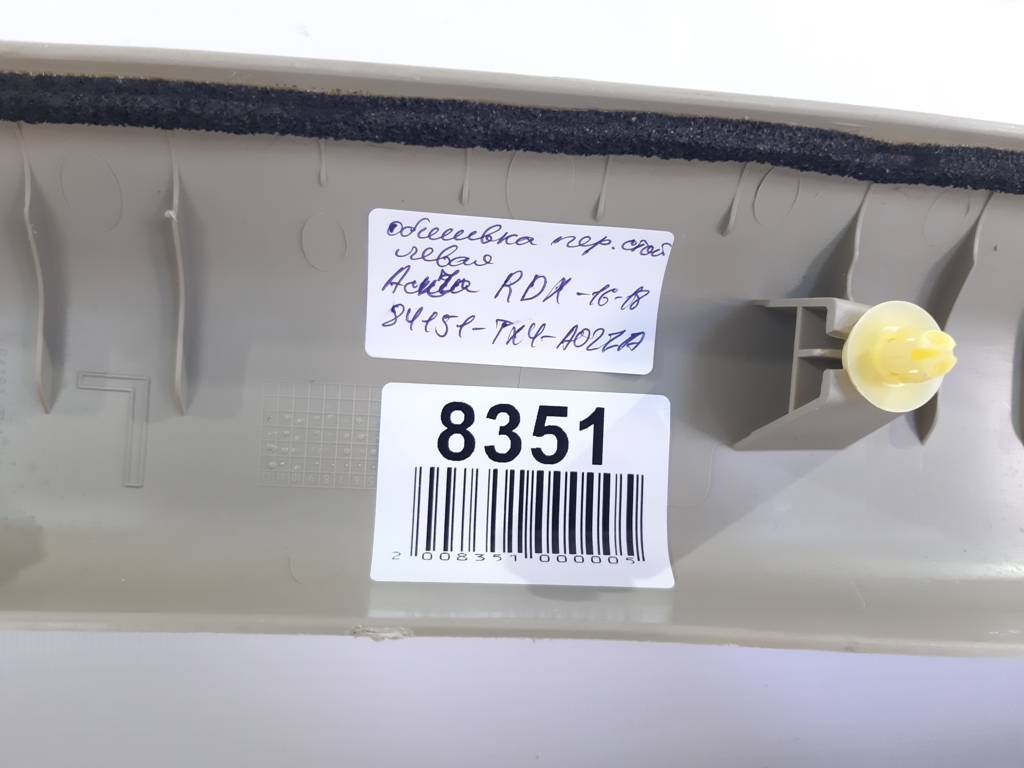 обшивка пер. стой
левая
Acura RDX -16-18
84151-TX4-A02ZA
L
8351
2 008351 000005